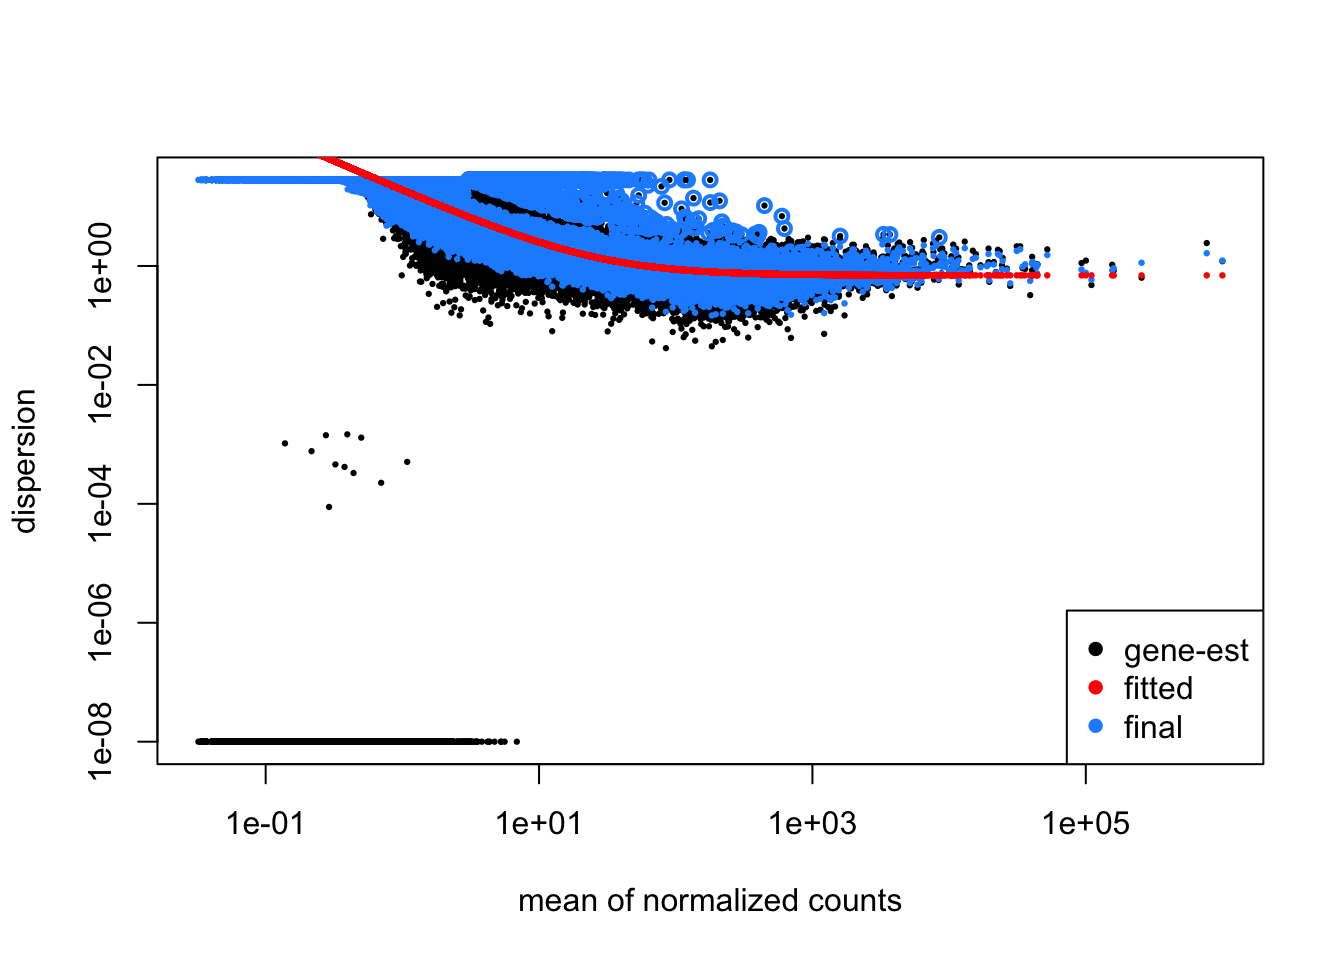 dispersion
1e+00
1e-02
1e-04
1e-06
1e-08
gene-est
fitted
final
1e-01
1e+01
1e+03
1e+05
mean of normalized counts